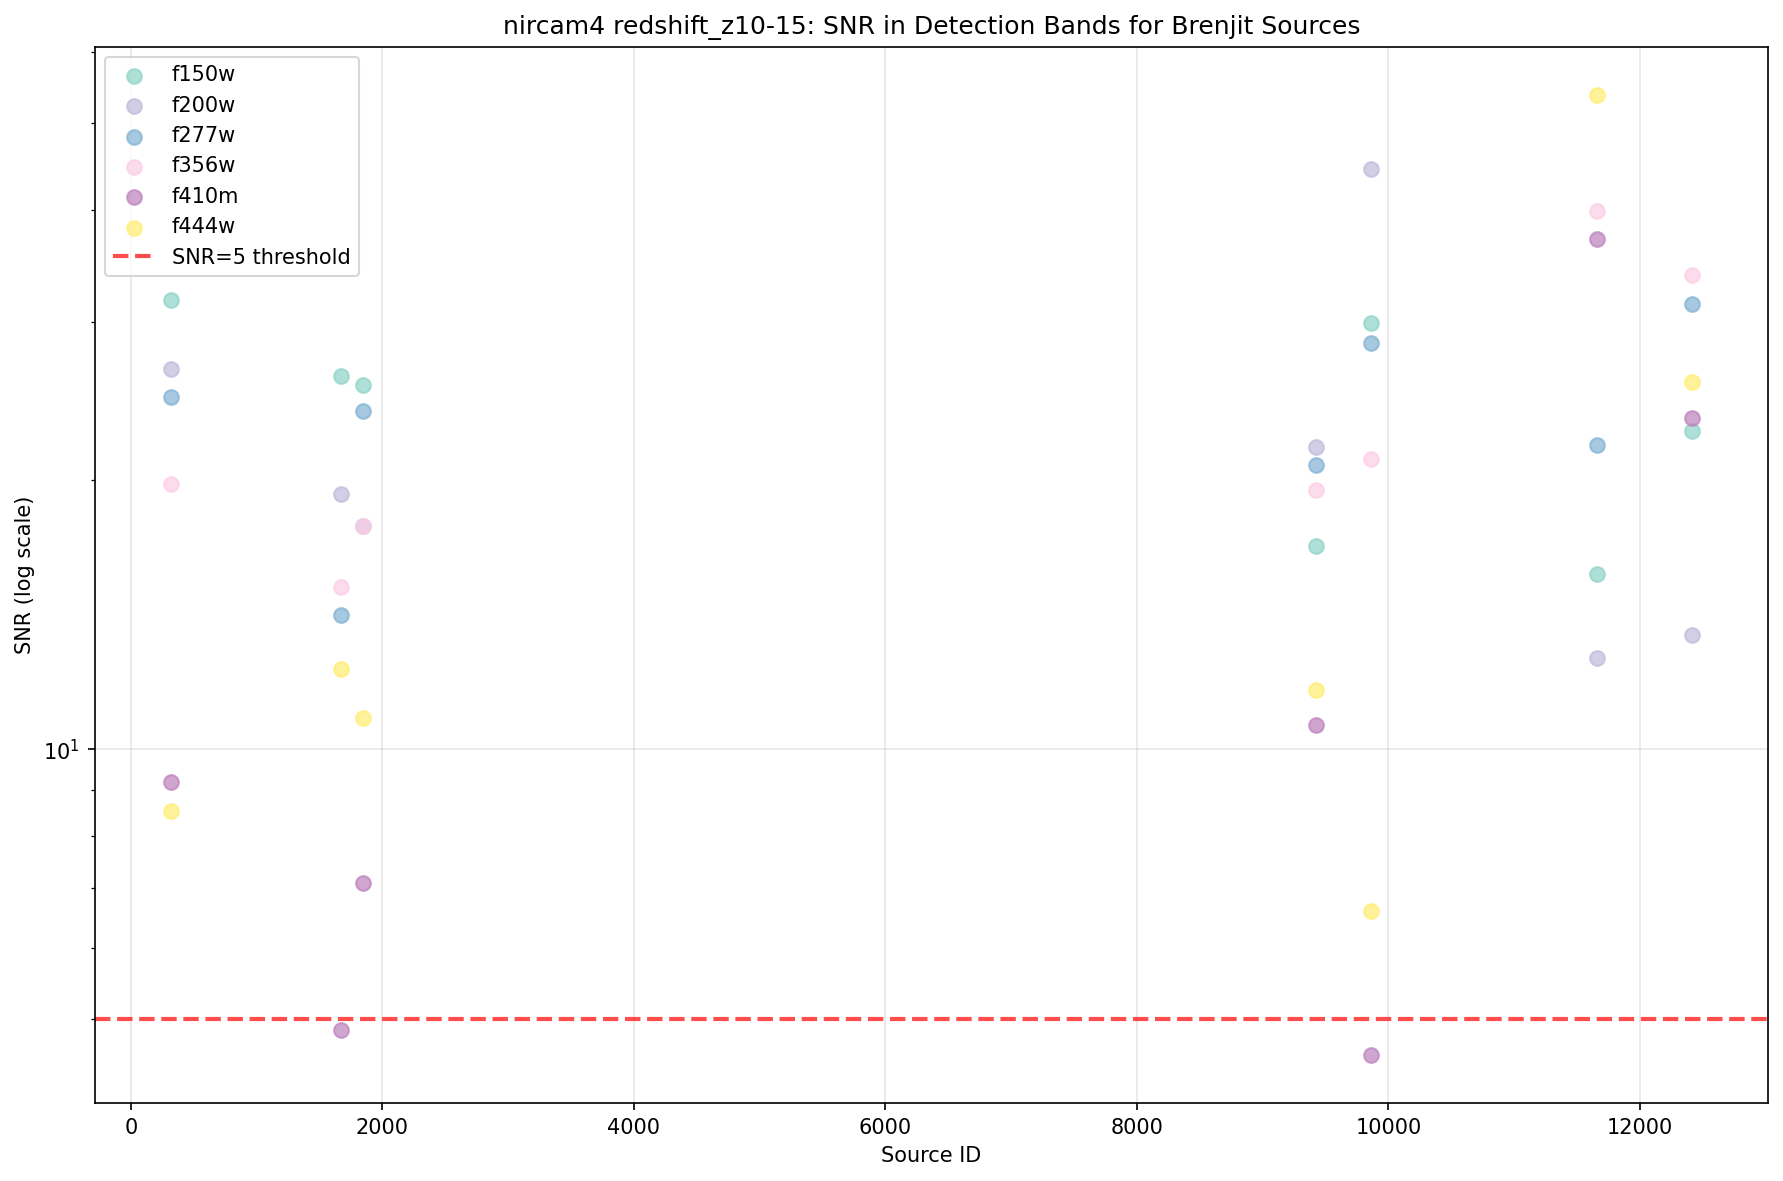 nircam4 redshift_z10-15: SNR in Detection Bands for Brenjit Sources
f150w
f200w
f277w
f356w
f410m
f444w
SNR=5 threshold
SNR (log scale)
10¹
0 2000 4000 6000 8000 10000 12000
Source ID